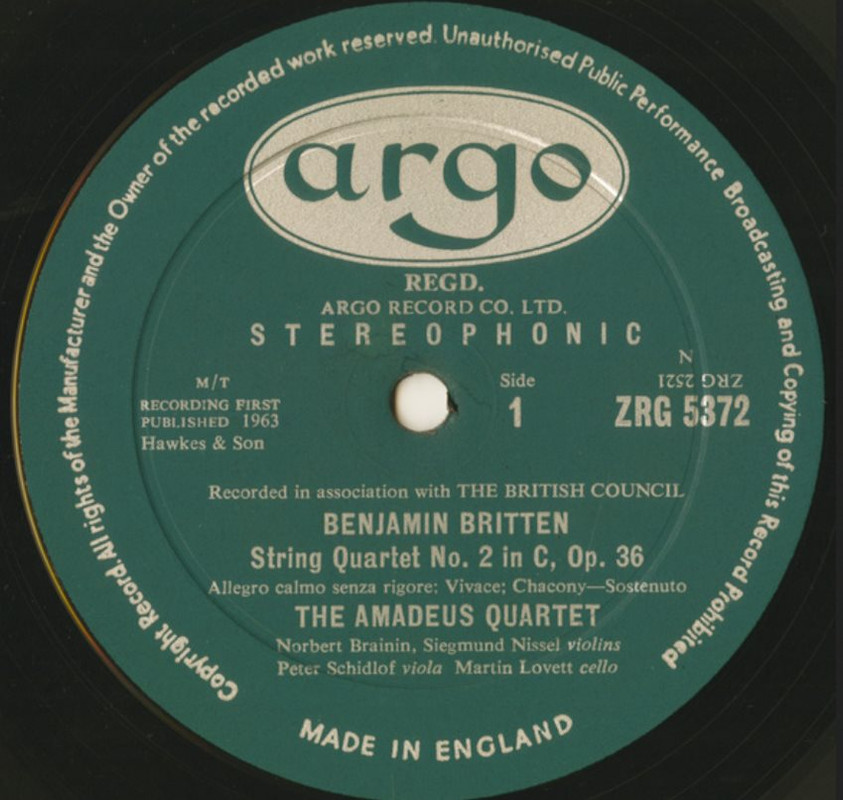 Copyright Record. All rights of the Manufacturer and the Owner of the recorded work reserved. Unauthorised Public Performance Broadcasting and Copying of this Record Prohibited
argo
REGD.
ARGO RECORD CO. LTD.
STEREOPHONIC
M/T
RECORDING FIRST
PUBLISHED 1963
Hawkes & Son
Side
1
N
ZRG 2521
ZRG 5372
Recorded in association with THE BRITISH COUNCIL
BENJAMIN BRITTEN
String Quartet No. 2 in C, Op. 36
Allegro calmo senza rigore; Vivace; Chacony—Sostenuto
THE AMADEUS QUARTET
Norbert Brainin, Siegmund Nissel violins
Peter Schidlof viola Martin Lovett cello
MADE IN ENGLAND